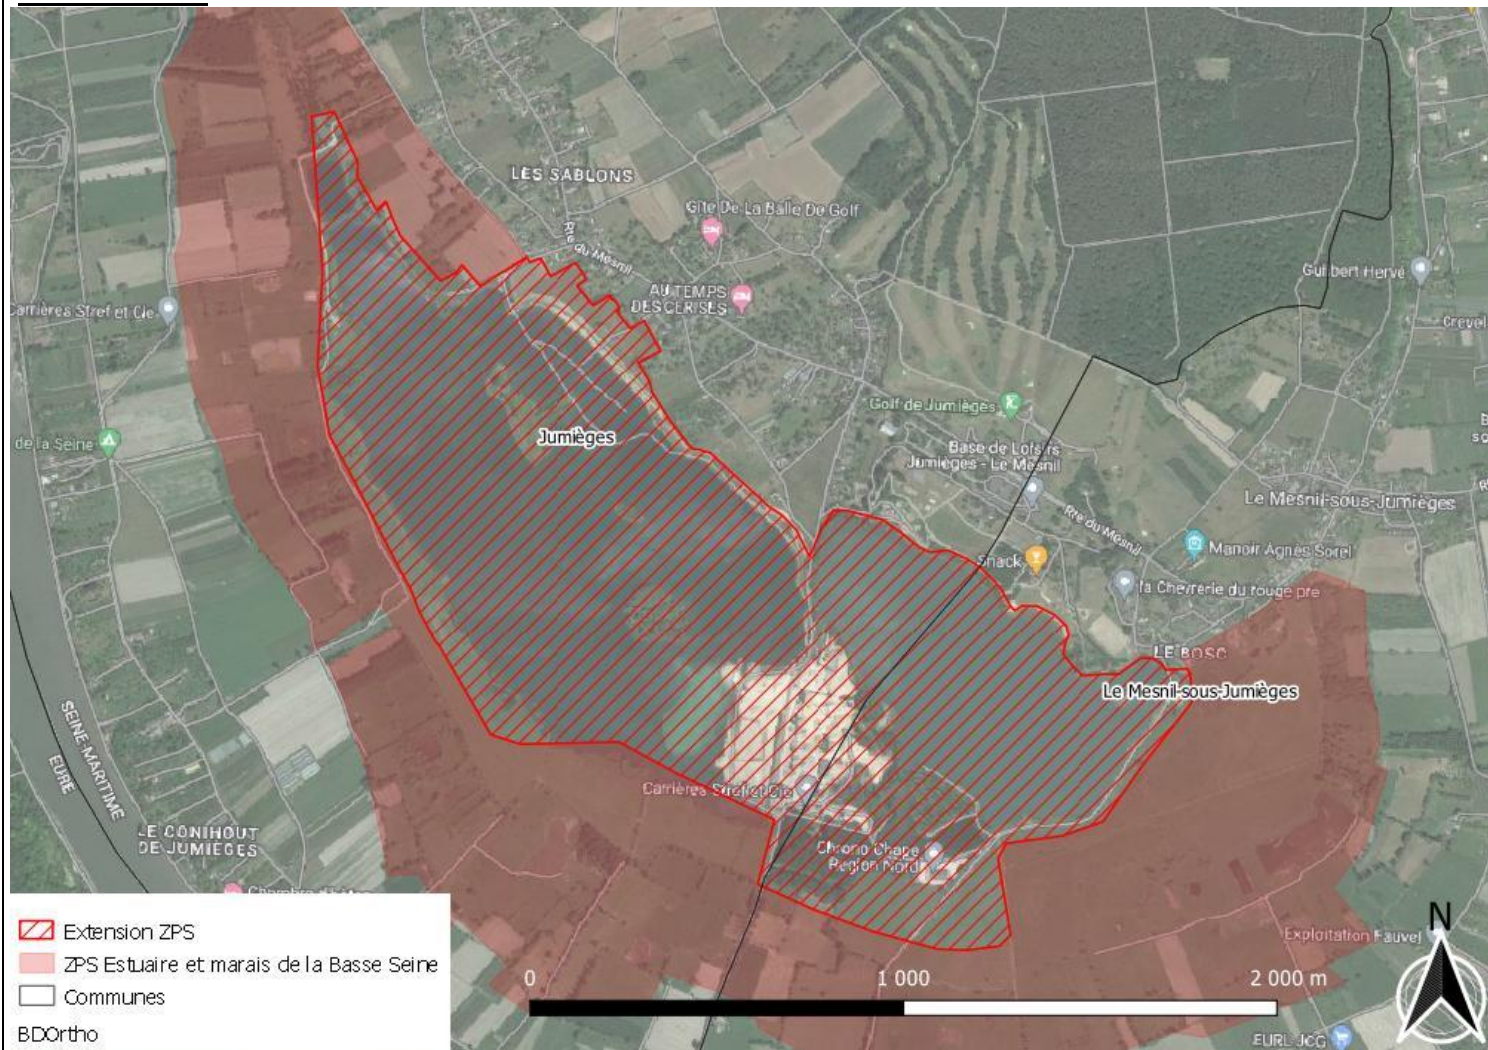 LES SABLONS
Gîte De La Balle De Golf
Rte du Mesnil
AU TEMPS
DES CERISES
Guilbert Hervé
Carrières Stref et Cie
Crevel
Golf de Jumièges
de la Seine
Jumièges
Base de Loisirs
Jumièges - Le Mesnil
Le Mesnil-sous-Jumièges
Rte du Mesnil
Manoir Agnès Sorel
Snack
la Chèvrerie du rouge pre
LE BOSC
Le Mesnil-sous-Jumièges
SEINE-MARITIME
EURE
Carrières Stref et Cie
LE CONIHOUT
DE JUMIÈGES
Chrono Chape
Région Nord
Extension ZPS
ZPS Estuaire et marais de la Basse Seine
Communes
BDOrtho
0 1 000 2 000 m
N
Exploitation Fauvel
EURL JCG